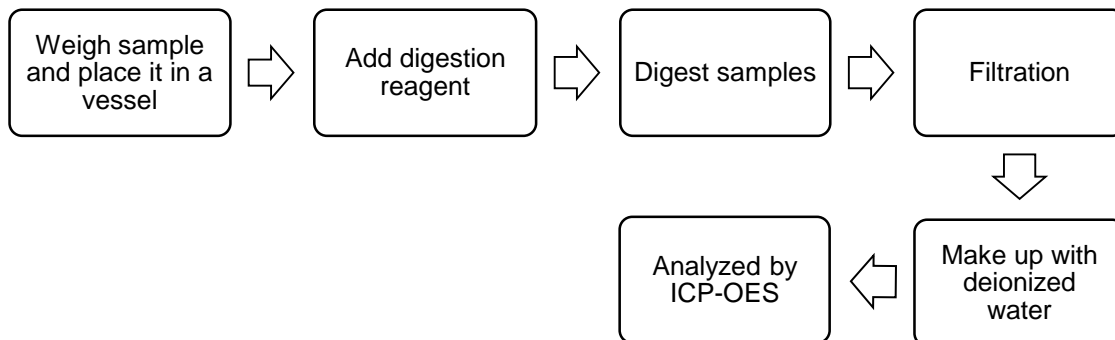 Weigh sample
and place it in a
vessel
Add digestion
reagent
Digest samples
Filtration
Make up with
deionized
water
Analyzed by
ICP-OES